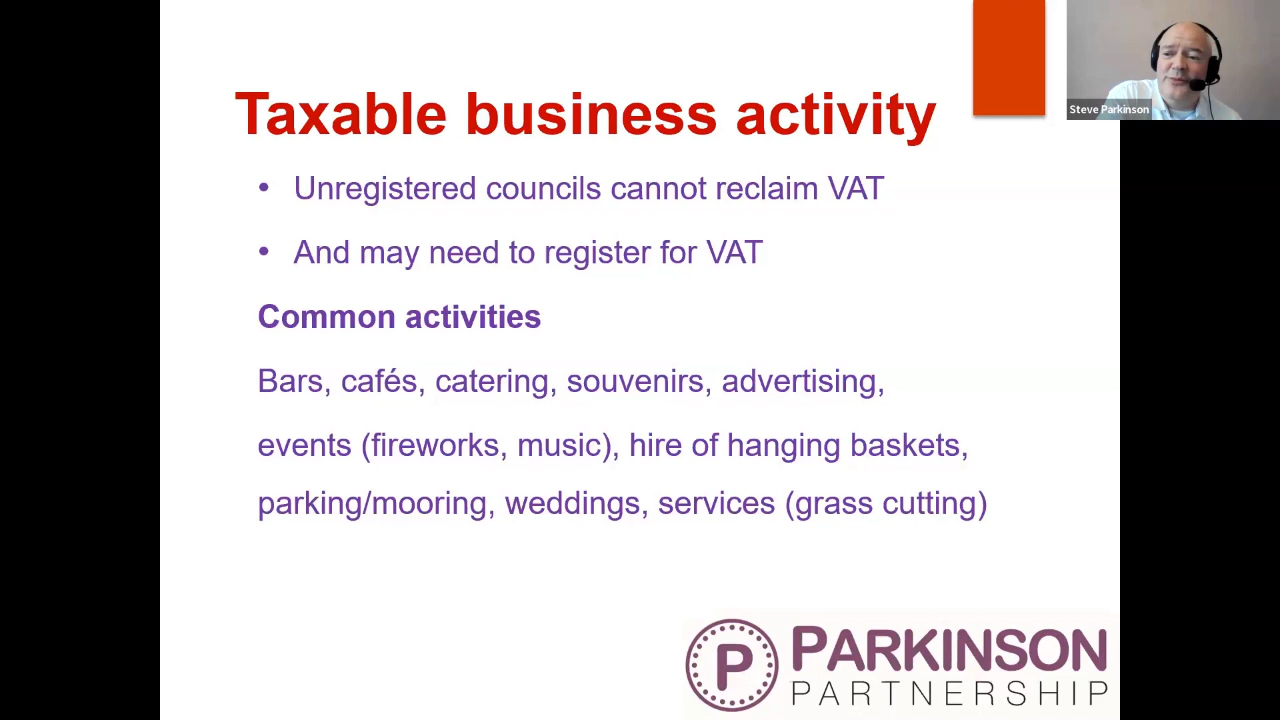 Taxable business activity
Steve Parkinson
• Unregistered councils cannot reclaim VAT
• And may need to register for VAT
Common activities
Bars, cafés, catering, souvenirs, advertising,
events (fireworks, music), hire of hanging baskets,
parking/mooring, weddings, services (grass cutting)
P
PARKINSON
PARTNERSHIP